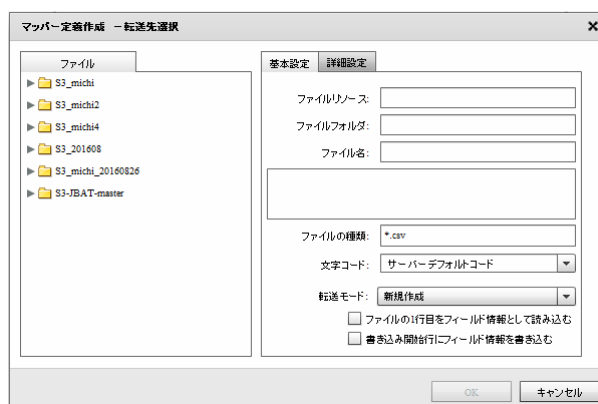 マッパー定義作成 －転送先選択
ファイル
S3_michi
S3_michi2
S3_michi4
S3_201608
S3_michi_20160826
S3-JBAT-master
基本設定 詳細設定
ファイルリソース:
ファイルフォルダ:
ファイル名:
ファイルの種類: *.csv
文字コード: サーバーデフォルトコード
転送モード: 新規作成
ファイルの1行目をフィールド情報として読み込む
書き込み開始行にフィールド情報を書き込む
OK キャンセル